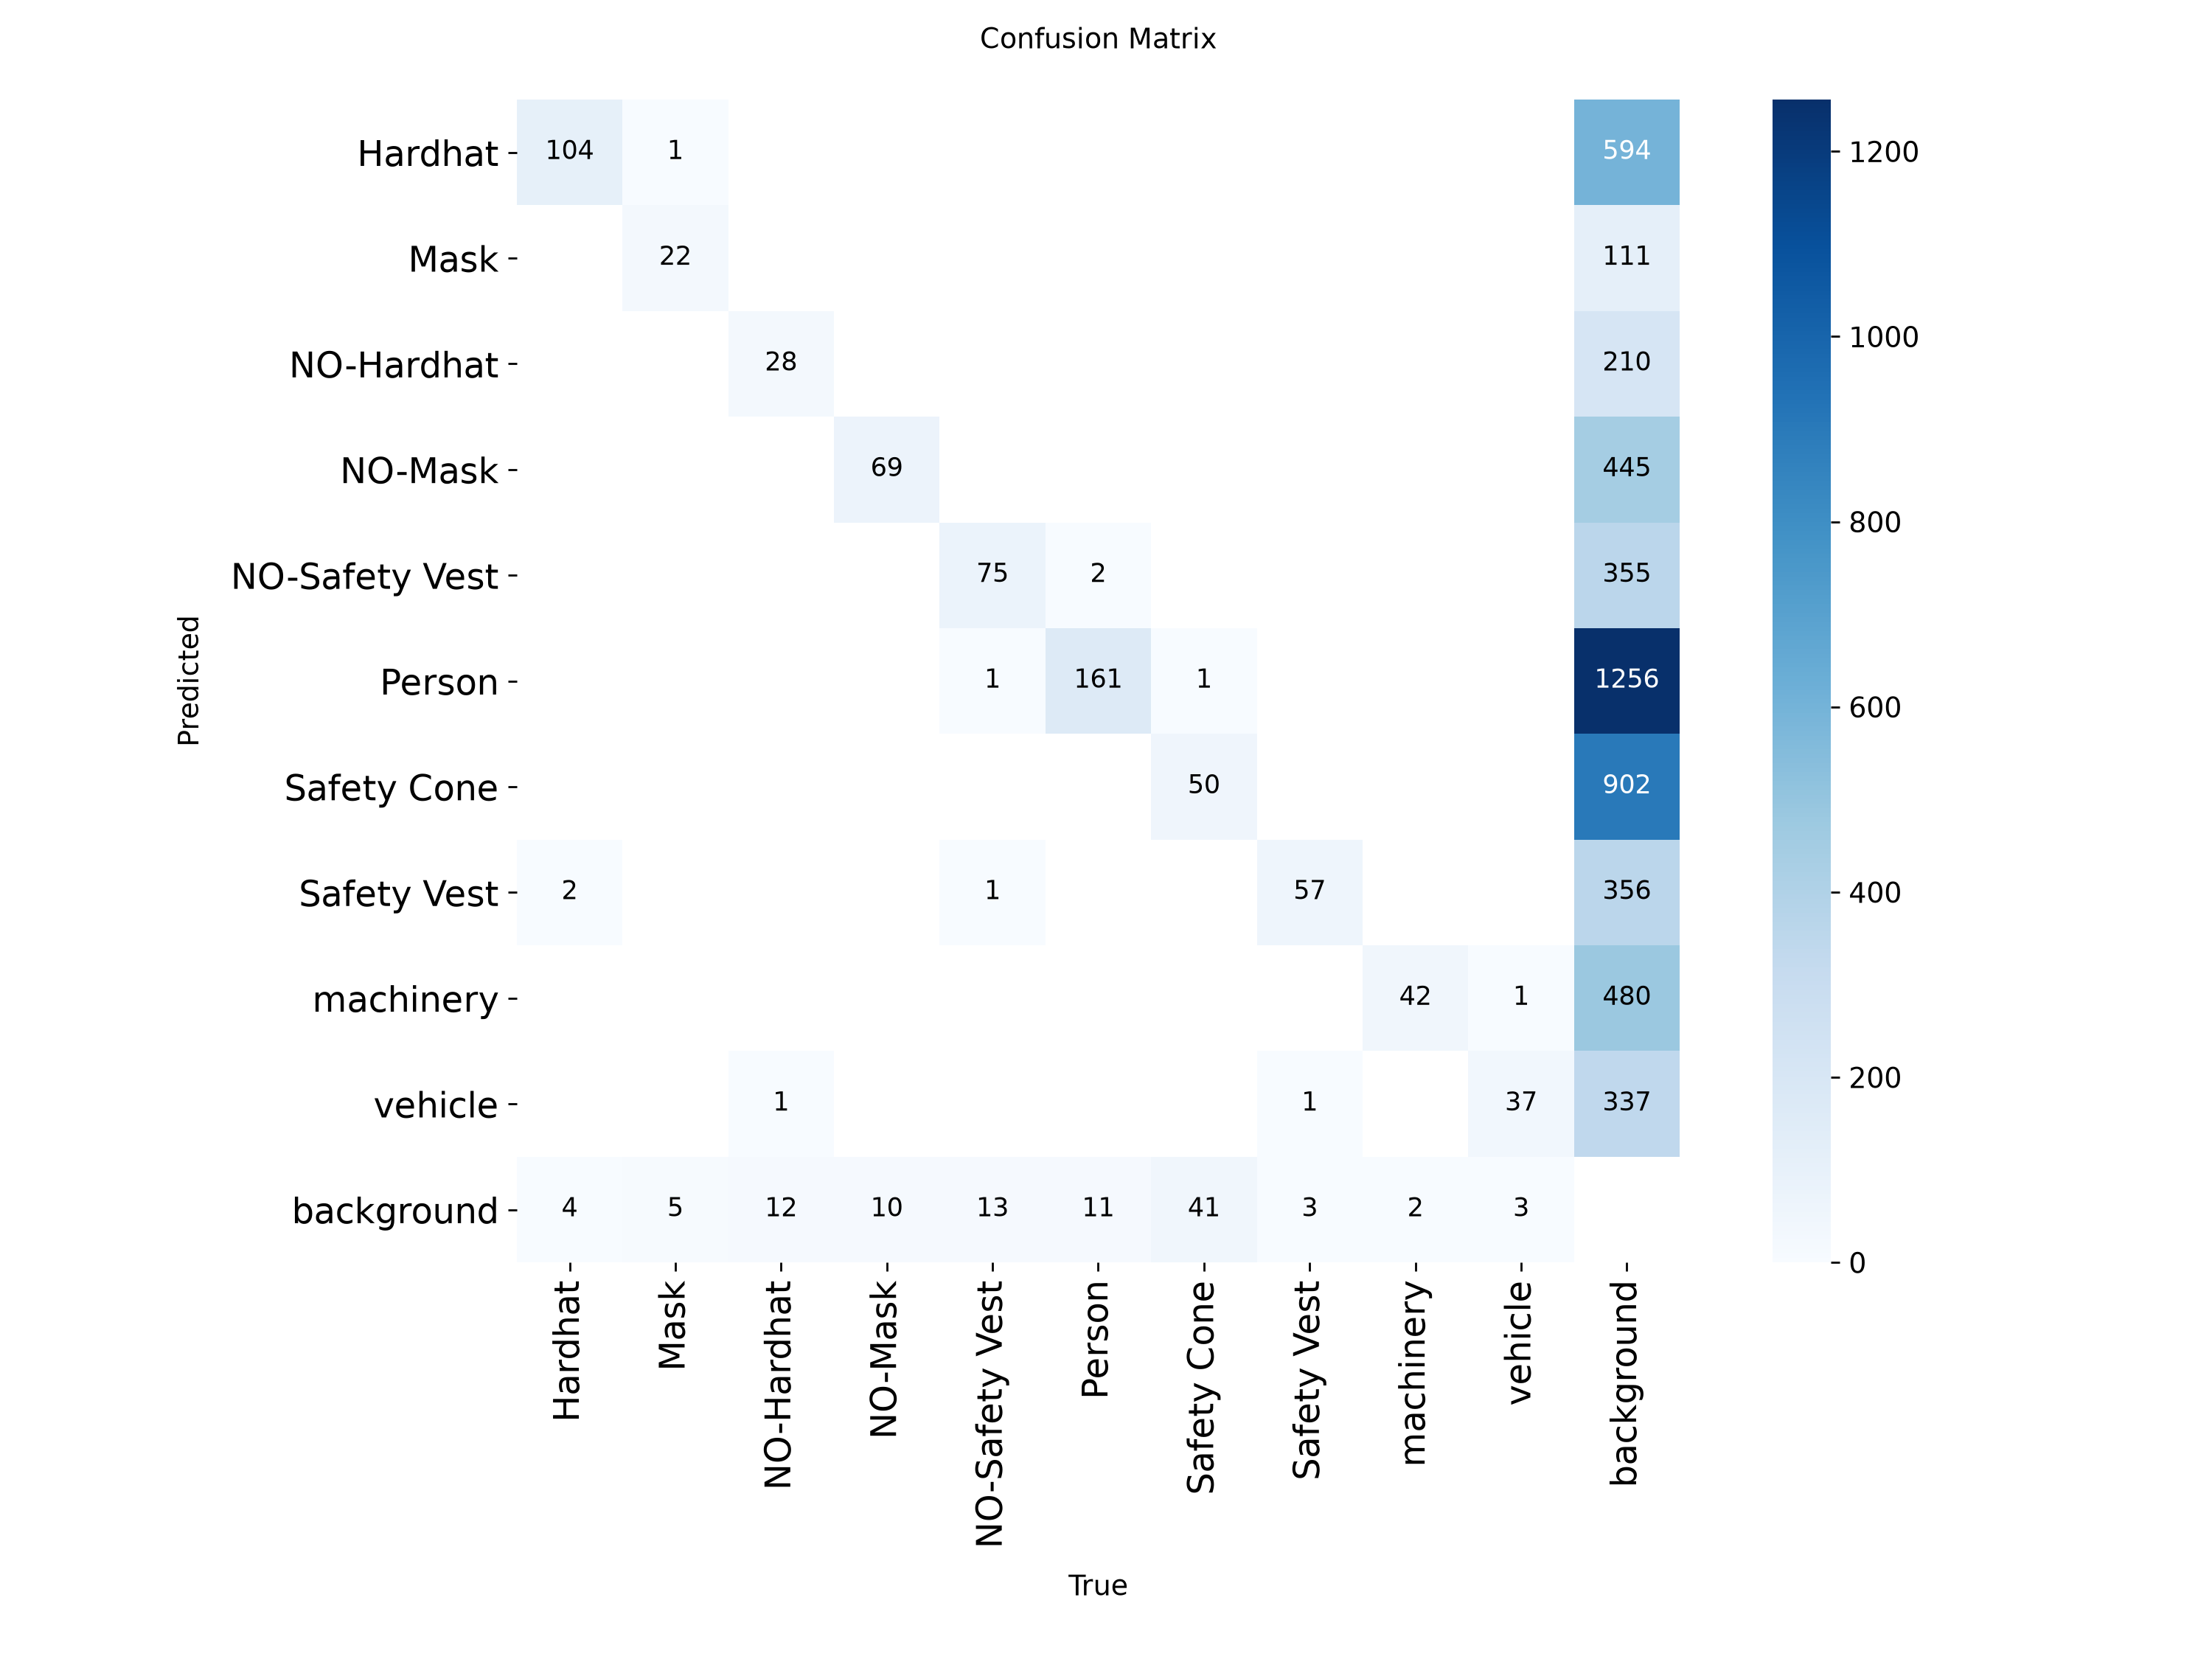 Confusion Matrix
Hardhat 104 1 594 1200
Mask 22 111
NO-Hardhat 28 210 1000
NO-Mask 69 445
NO-Safety Vest 75 2 355 800
Person 1 161 1 1256 600
Safety Cone 50 902
Safety Vest 2 1 57 356 400
machinery 42 1 480
vehicle 1 1 37 337 200
background 4 5 12 10 13 11 41 3 2 3 0
Predicted
Hardhat Mask NO-Hardhat NO-Mask NO-Safety Vest Person Safety Cone Safety Vest machinery vehicle background
True